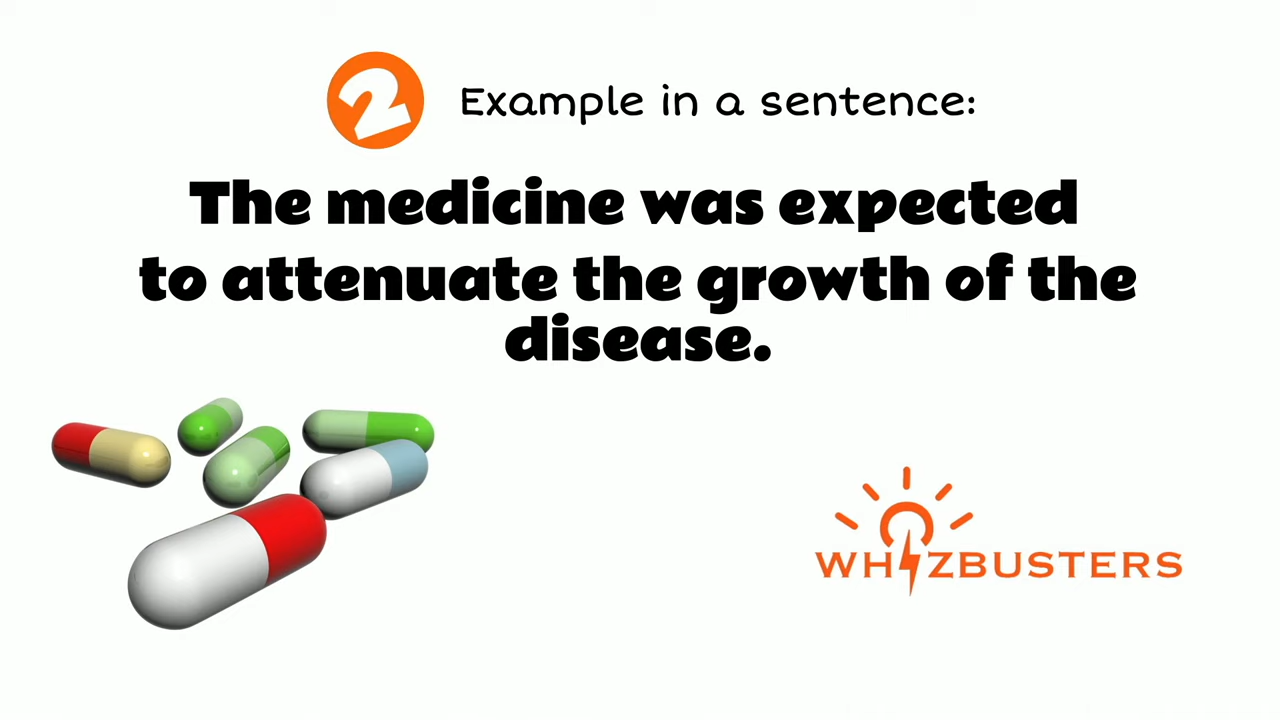 2 Example in a sentence:
The medicine was expected
to attenuate the growth of the
disease.
WHIZBUSTERS